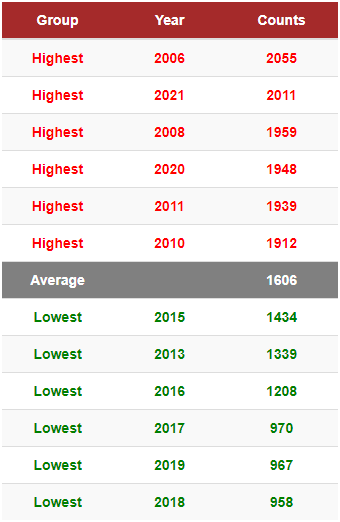 Group Year Counts
Highest 2006 2055
Highest 2021 2011
Highest 2008 1959
Highest 2020 1948
Highest 2011 1939
Highest 2010 1912
Average 1606
Lowest 2015 1434
Lowest 2013 1339
Lowest 2016 1208
Lowest 2017 970
Lowest 2019 967
Lowest 2018 958